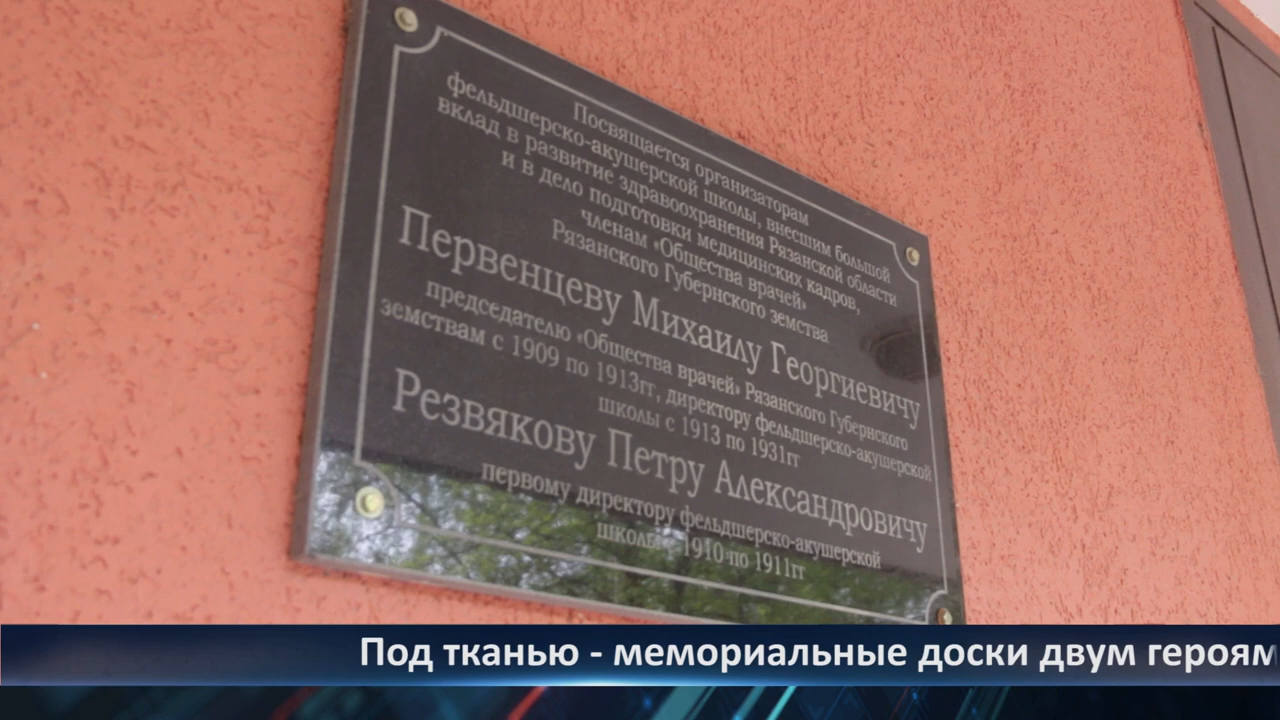 Посвящается организаторам
фельдшерско-акушерской школы, внесшим большой
вклад в развитие здравоохранения Рязанской области
и в дело подготовки медицинских кадров,
членам «Общества врачей»
Рязанского Губернского земства
Первенцеву Михаилу Георгиевичу
председателю «Общества врачей» Рязанского Губернского
земствам с 1909 по 1913гг, директору фельдшерско-акушерской
школы с 1913 по 1931гг
Резвякову Петру Александровичу
первому директору фельдшерско-акушерской
школы с 1910 по 1911гг
Под тканью - мемориальные доски двум героям